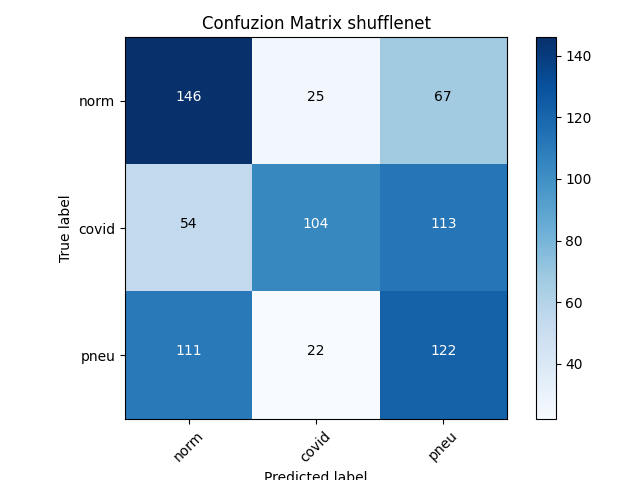 Confuzion Matrix shufflenet
norm 146 25 67
covid 54 104 113
pneu 111 22 122
norm covid pneu
True label
Predicted label
140
120
100
80
60
40